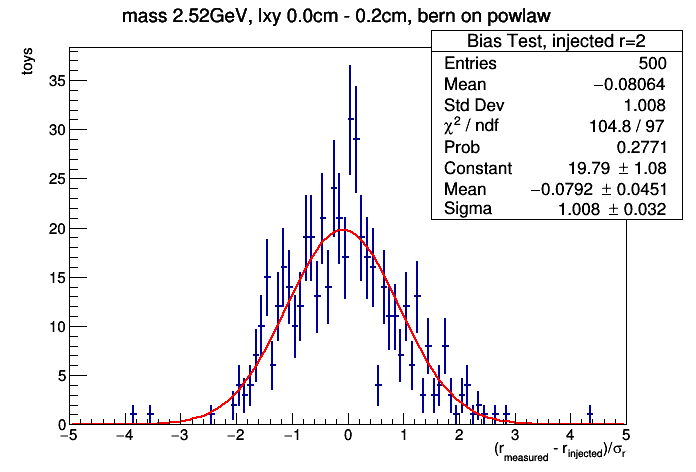 mass 2.52GeV, lxy 0.0cm - 0.2cm, bern on powlaw
Bias Test, injected r=2
Entries 500
Mean −0.08064
Std Dev 1.008
χ² / ndf 104.8 / 97
Prob 0.2771
Constant 19.79 ± 1.08
Mean −0.0792 ± 0.0451
Sigma 1.008 ± 0.032
toys
35
30
25
20
15
10
5
0
−5 −4 −3 −2 −1 0 1 2 3 4 5
(r_measured - r_injected)/σ_r